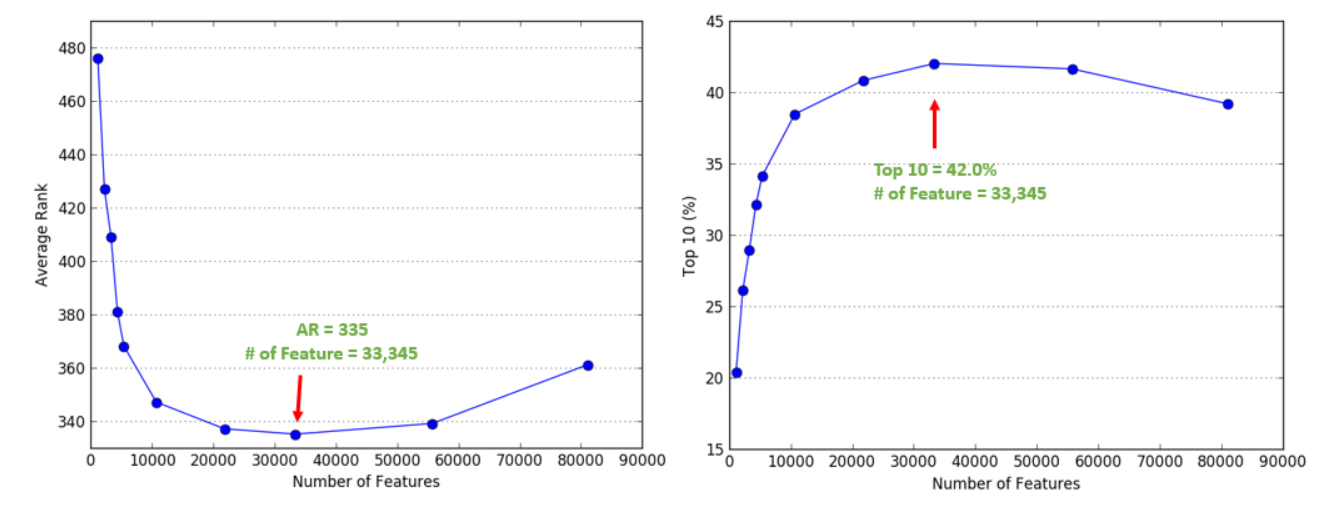 480
460
440
420
400
380
360
340
Average Rank
AR = 335
# of Feature = 33,345
0 10000 20000 30000 40000 50000 60000 70000 80000 90000
Number of Features
45
40
35
30
25
20
15
Top 10 (%)
Top 10 = 42.0%
# of Feature = 33,345
0 10000 20000 30000 40000 50000 60000 70000 80000 90000
Number of Features